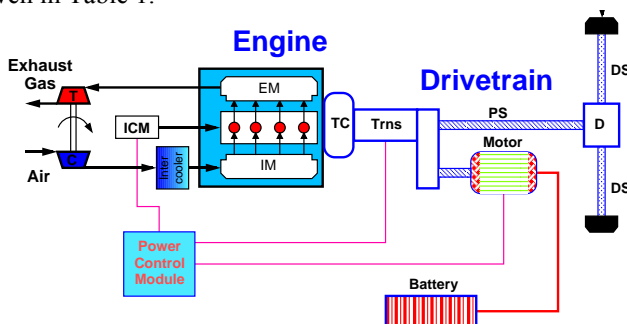 ven in Table 1.
Engine
Exhaust
Gas
EM
Drivetrain
DS
T
ICM
TC
Trns
PS
D
C
Air
Inter
cooler
IM
Motor
DS
Power
Control
Module
Battery